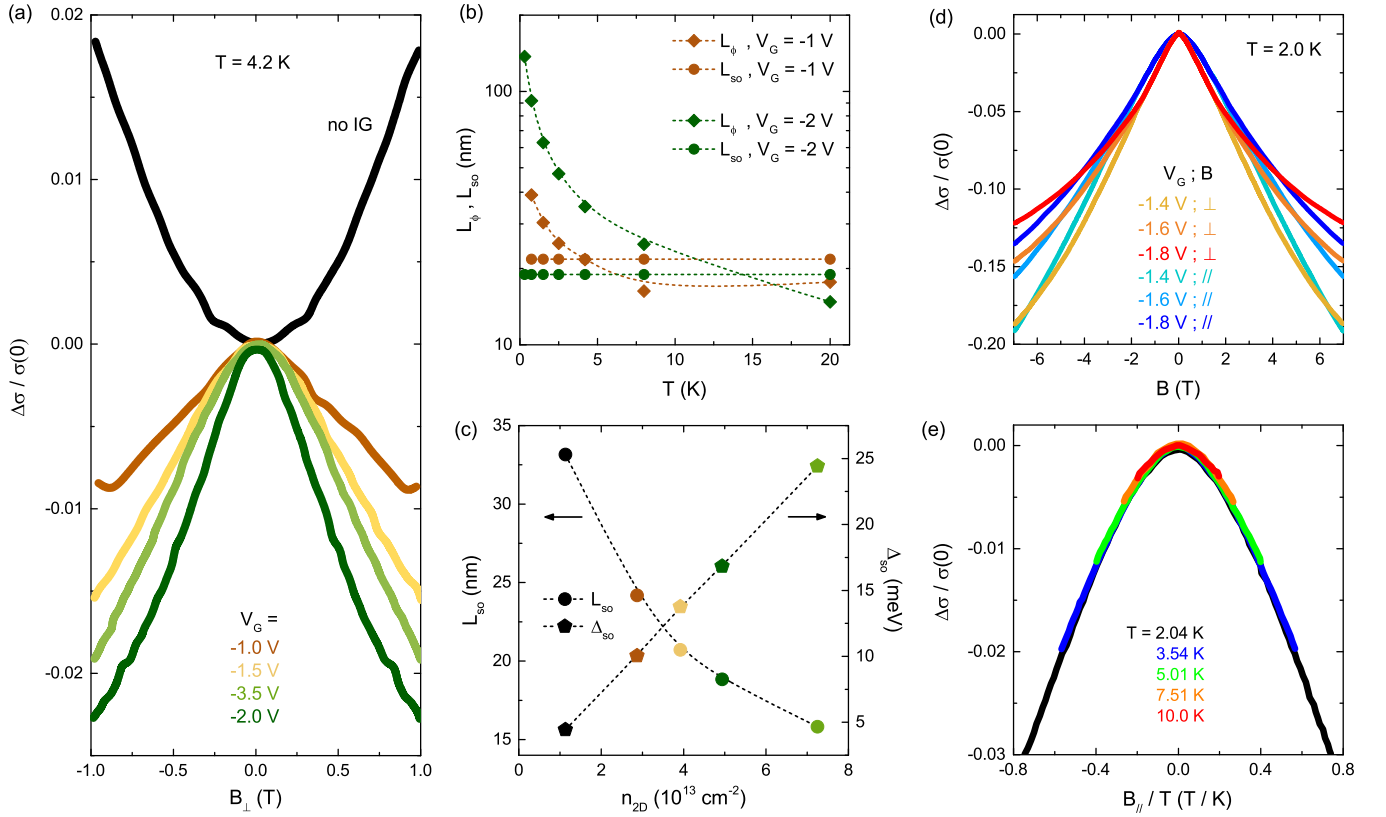 (a)
T = 4.2 K
no IG
0.02
0.01
0.00
-0.01
-0.02
Δσ / σ(0)
V_G =
-1.0 V
-1.5 V
-3.5 V
-2.0 V
-1.0 -0.5 0.0 0.5 1.0
B_⊥ (T)
(b)
L_ϕ , V_G = -1 V
L_so , V_G = -1 V
L_ϕ , V_G = -2 V
L_so , V_G = -2 V
100
10
L_ϕ , L_so (nm)
0 5 10 15 20
T (K)
(c)
35
30
25
20
15
L_so (nm)
L_so
Δ_so
25
20
15
10
5
Δ_so (meV)
0 2 4 6 8
n_2D (10^13 cm^-2)
(d)
T = 2.0 K
0.00
-0.05
-0.10
-0.15
-0.20
Δσ / σ(0)
V_G ; B
-1.4 V ; ⊥
-1.6 V ; ⊥
-1.8 V ; ⊥
-1.4 V ; //
-1.6 V ; //
-1.8 V ; //
-6 -4 -2 0 2 4 6
B (T)
(e)
0.00
-0.01
-0.02
-0.03
Δσ / σ(0)
T = 2.04 K
3.54 K
5.01 K
7.51 K
10.0 K
-0.8 -0.4 0.0 0.4 0.8
B_// / T (T / K)